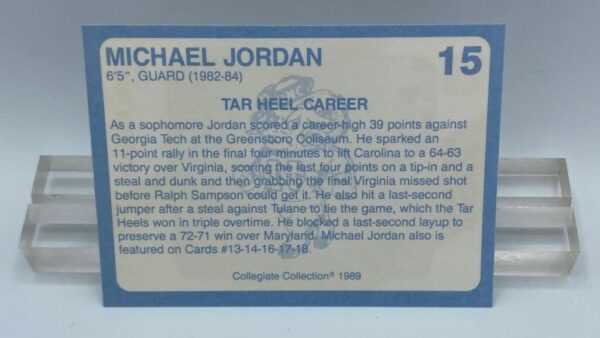 MICHAEL JORDAN 15
6'5", GUARD (1982-84)
TAR HEEL CAREER
As a sophomore Jordan scored a career-high 39 points against
Georgia Tech at the Greensboro Coliseum. He sparked an
11-point rally in the final four minutes to lift Carolina to a 64-63
victory over Virginia, scoring the last four points on a tip-in and a
steal and dunk and then grabbing the final Virginia missed shot
before Ralph Sampson could get it. He also hit a last-second
jumper after a steal against Tulane to tie the game, which the Tar
Heels won in triple overtime. He blocked a last-second layup to
preserve a 72-71 win over Maryland. Michael Jordan also is
featured on Cards #13-14-16-17-18.
Collegiate Collection® 1989